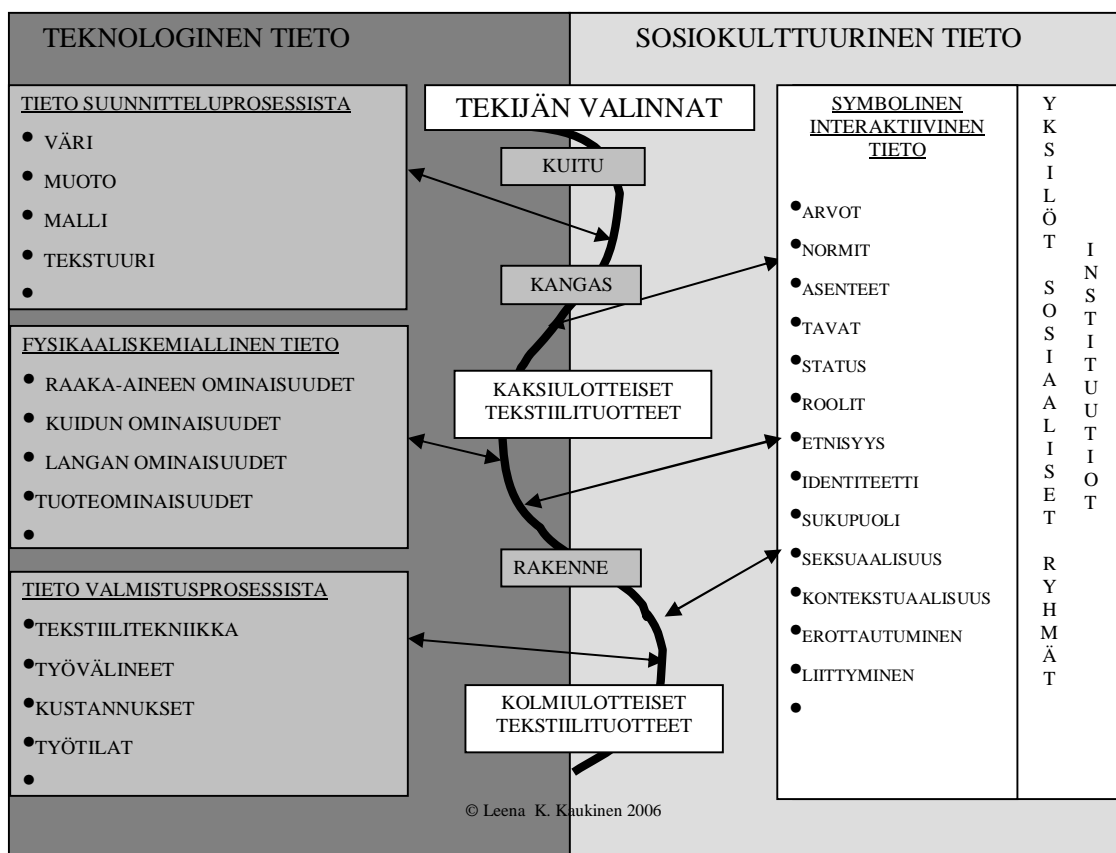 TEKNOLOGINEN TIETO
SOSIOKULTTUURINEN TIETO
TIETO SUUNNITTELUPROSESSISTA
• VÄRI
• MUOTO
• MALLI
• TEKSTUURI
•
FYSIKAALISKEMIALLINEN TIETO
• RAAKA-AINEEN OMINAISUUDET
• KUIDUN OMINAISUUDET
• LANGAN OMINAISUUDET
•TUOTEOMINAISUUDET
•
TIETO VALMISTUSPROSESSISTA
•TEKSTIILITEKNIIKKA
•TYÖVÄLINEET
•KUSTANNUKSET
•TYÖTILAT
•
TEKIJÄN VALINNAT
KUITU
KANGAS
KAKSIULOTTEISET
TEKSTIILITUOTTEET
RAKENNE
KOLMIULOTTEISET
TEKSTIILITUOTTEET
SYMBOLINEN
INTERAKTIIVINEN
TIETO
•ARVOT
•NORMIT
•ASENTEET
•TAVAT
•STATUS
•ROOLIT
•ETNISYYS
•IDENTITEETTI
•SUKUPUOLI
•SEKSUAALISUUS
•KONTEKSTUAALISUUS
•EROTTAUTUMINEN
•LIITTYMINEN
•
YKSILÖT SOSIAALISET RYHMÄT
INSTITUUTIOT
© Leena K. Kaukinen 2006